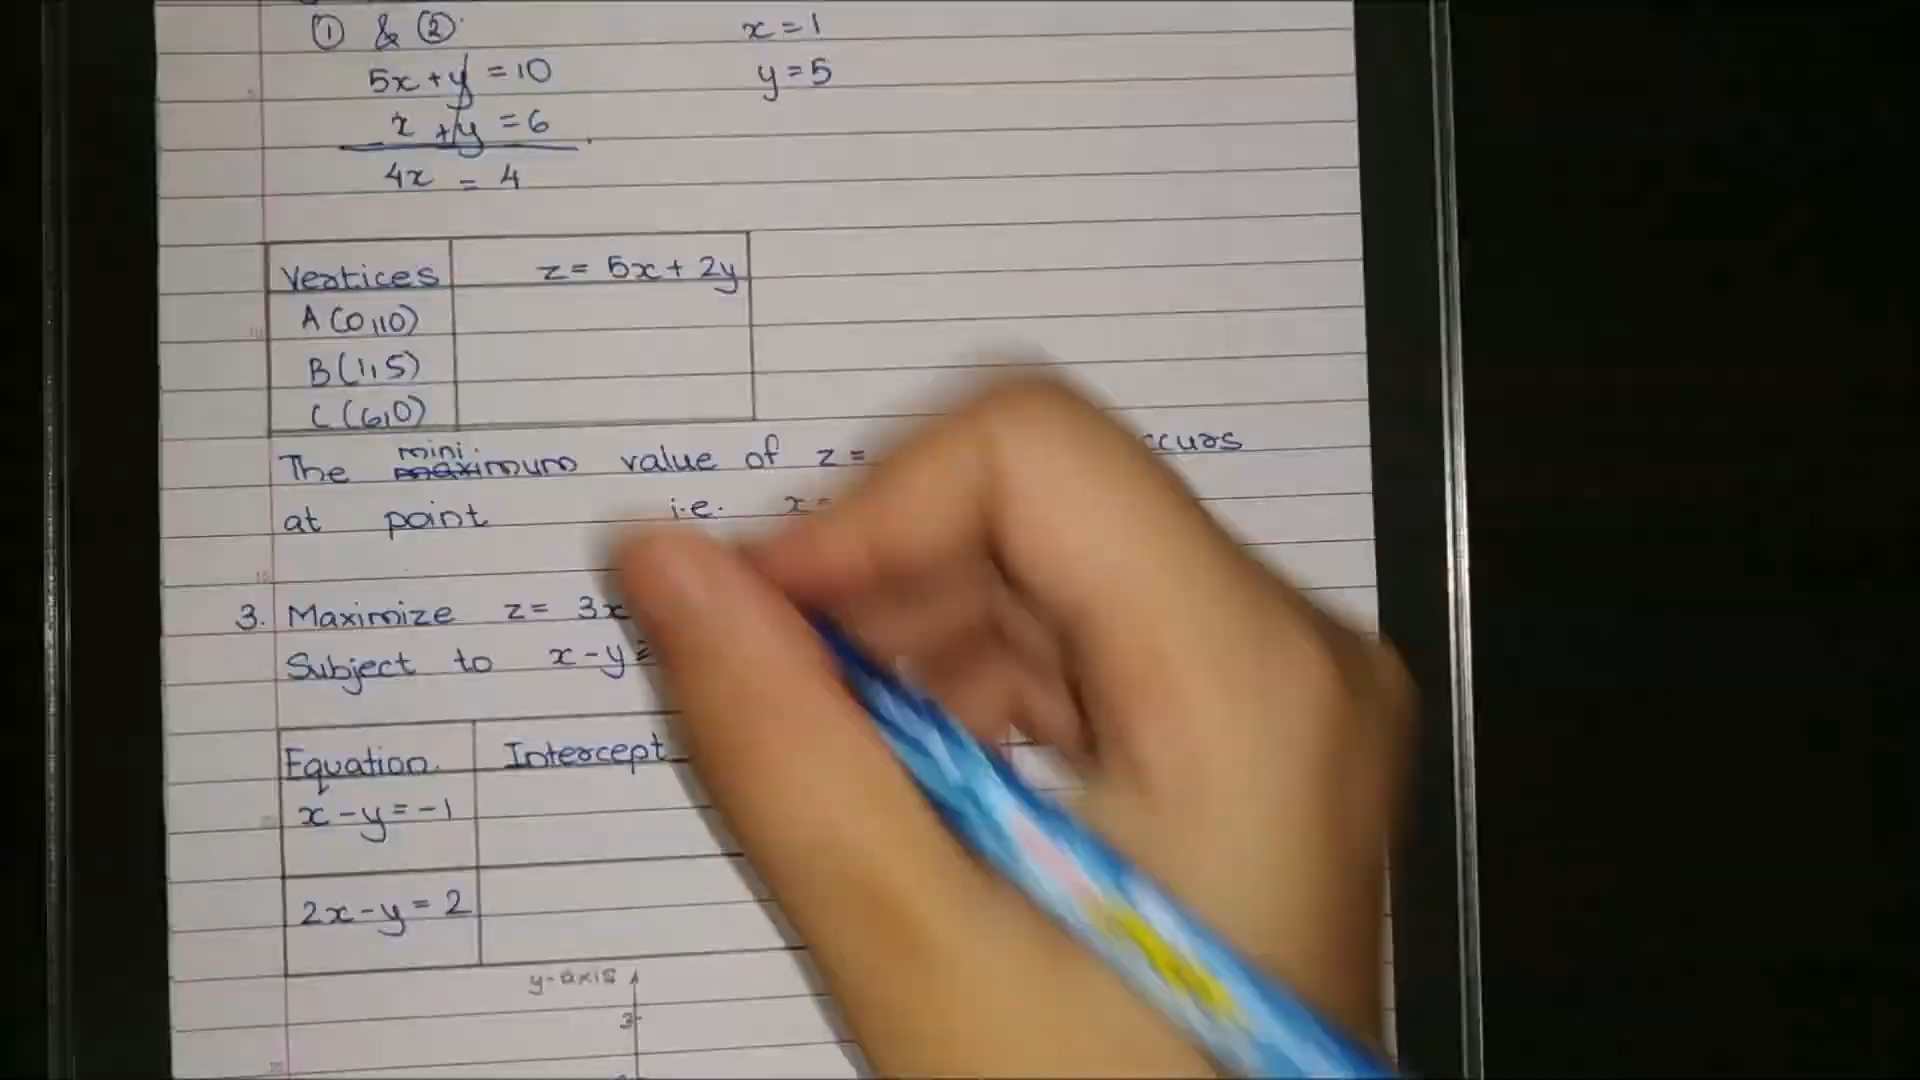 ① & ②
x=1
5x+y=10
y=5
x+y=6
4x = 4
Vertices z= 5x+2y
A(0,10)
B(1,5)
C(6,0)
mini
The maximum value of z=
at point i.e. x=
3. Maximize z= 3x
Subject to x-y≥
Equation. Intercept
x-y=-1
2x-y=2
y-axis
3